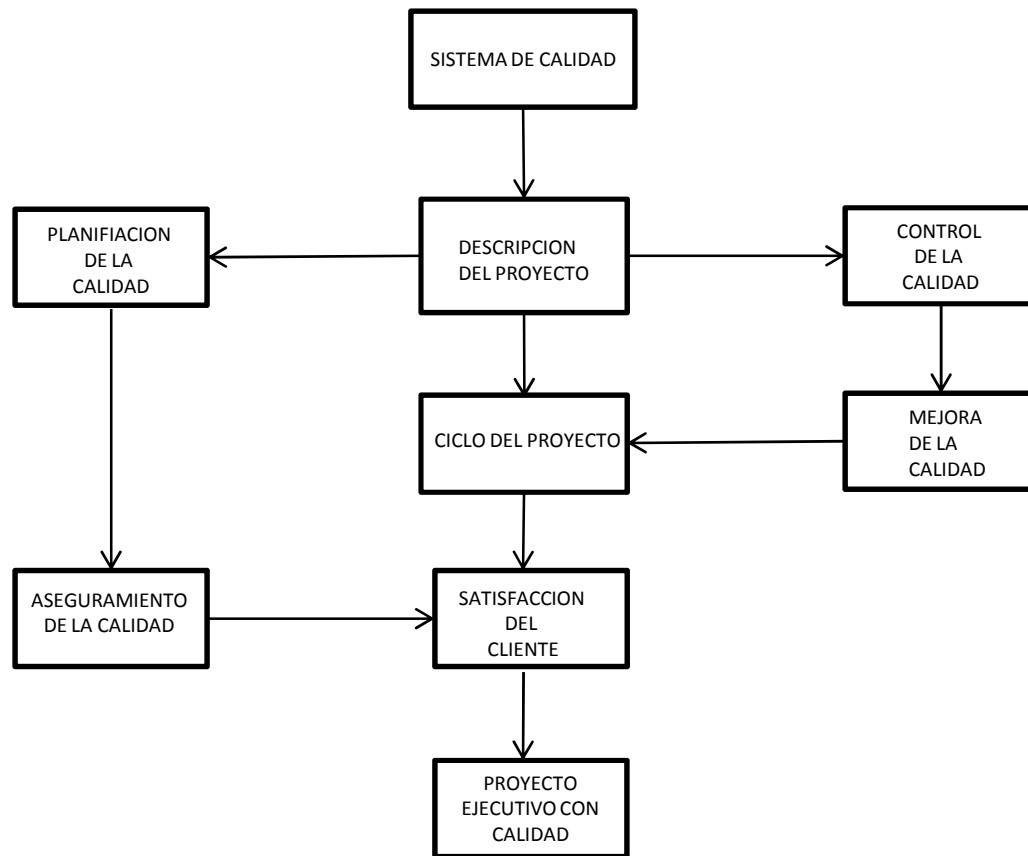 SISTEMA DE CALIDAD
PLANIFIACION
DE LA
CALIDAD
DESCRIPCION
DEL PROYECTO
CONTROL
DE LA
CALIDAD
CICLO DEL PROYECTO
MEJORA
DE LA
CALIDAD
ASEGURAMIENTO
DE LA CALIDAD
SATISFACCION
DEL
CLIENTE
PROYECTO
EJECUTIVO CON
CALIDAD